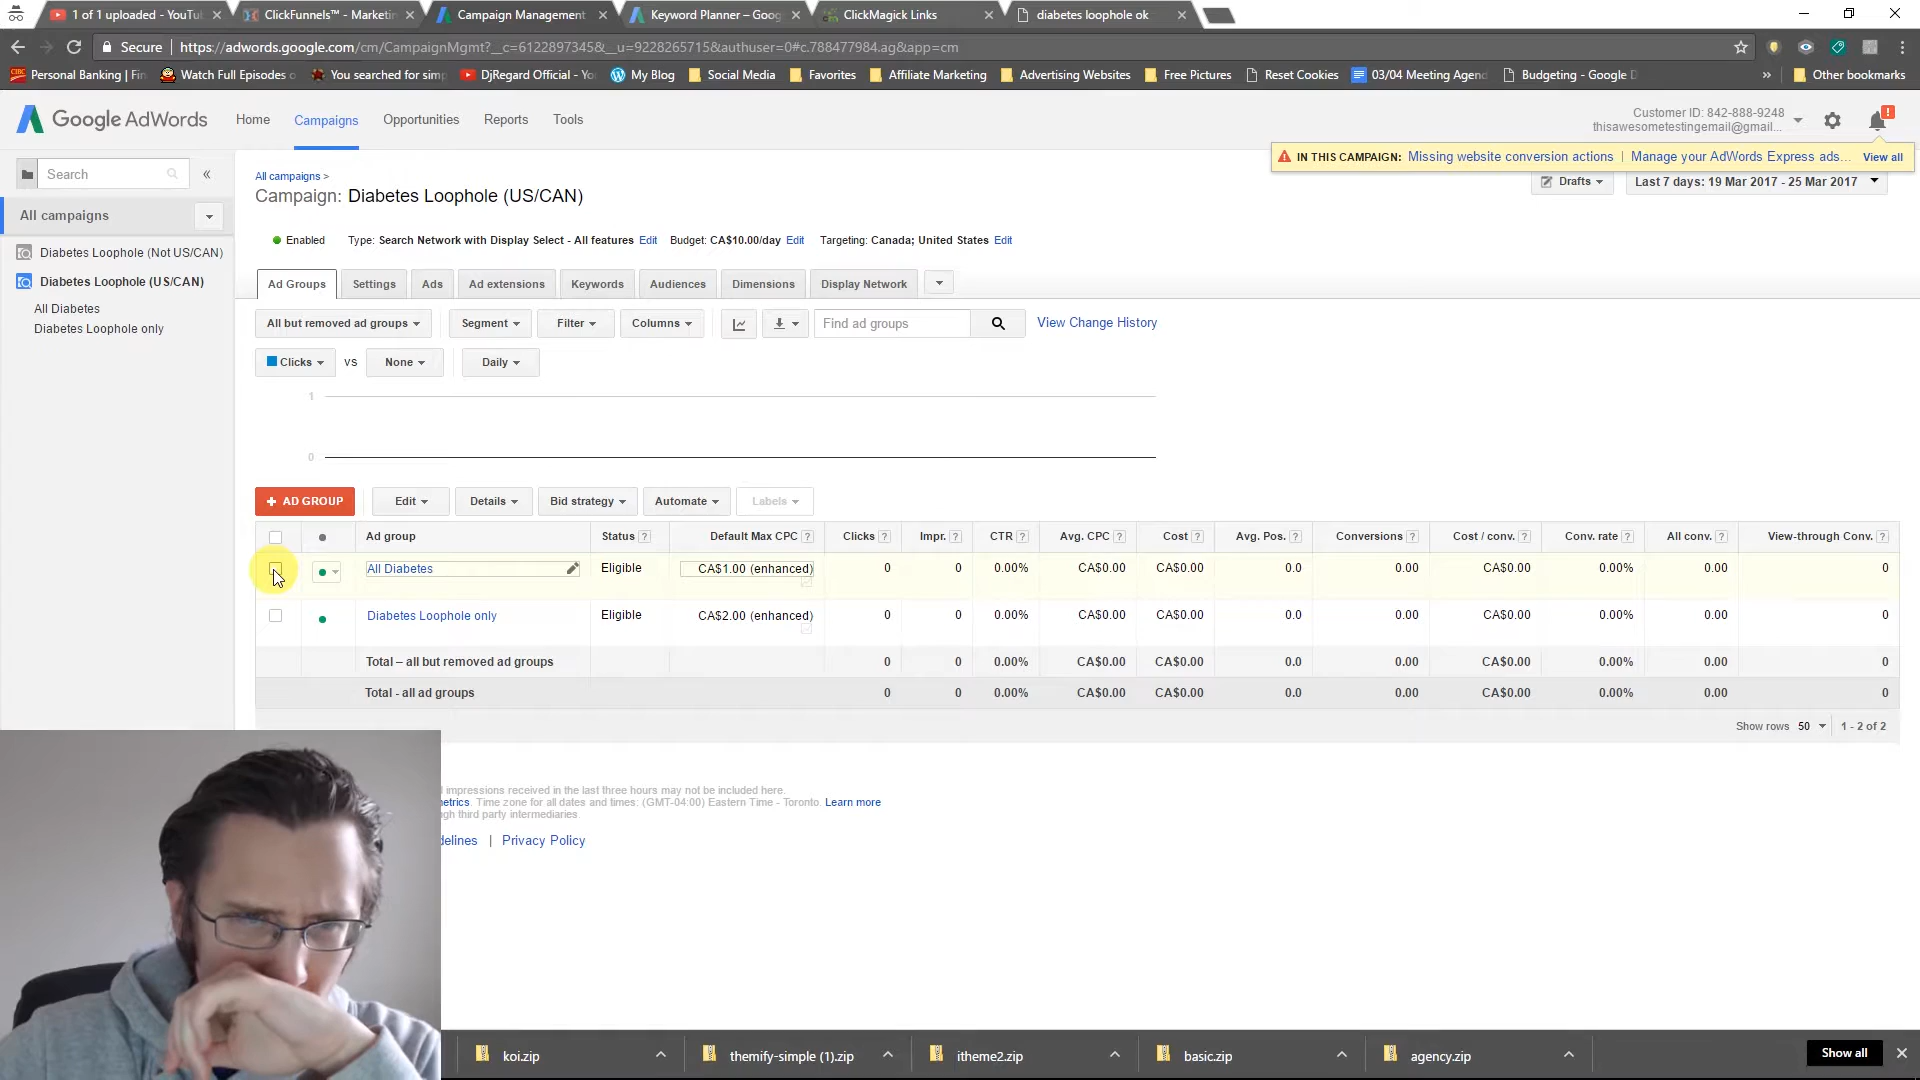 1 of 1 uploaded - YouTu
ClickFunnels™ - Marketin
Campaign Management
Keyword Planner – Goog
ClickMagick Links
diabetes loophole ok
Secure
https://adwords.google.com/cm/CampaignMgmt?__c=6122897345&__u=9228265715&authuser=0#c.788477984.ag&app=cm
CIBC Personal Banking | Fin
Watch Full Episodes o
You searched for simp
DjRegard Official - Yo
My Blog
Social Media
Favorites
Affiliate Marketing
Advertising Websites
Free Pictures
Reset Cookies
03/04 Meeting Agend
Budgeting - Google D
»
Other bookmarks
Google AdWords
Home
Campaigns
Opportunities
Reports
Tools
Customer ID: 842-888-9248
thisawesometestingemail@gmail...
!
IN THIS CAMPAIGN: Missing website conversion actions | Manage your AdWords Express ads... View all
Search
«
All campaigns
Diabetes Loophole (Not US/CAN)
Diabetes Loophole (US/CAN)
All Diabetes
Diabetes Loophole only
All campaigns >
Campaign: Diabetes Loophole (US/CAN)
Drafts
Last 7 days: 19 Mar 2017 - 25 Mar 2017
Enabled Type: Search Network with Display Select - All features Edit Budget: CA$10.00/day Edit Targeting: Canada; United States Edit
Ad Groups Settings Ads Ad extensions Keywords Audiences Dimensions Display Network
All but removed ad groups Segment Filter Columns Find ad groups View Change History
Clicks vs None Daily
1
0
+ AD GROUP Edit Details Bid strategy Automate Labels
Ad group Status ? Default Max CPC ? Clicks ? Impr. ? CTR ? Avg. CPC ? Cost ? Avg. Pos. ? Conversions ? Cost / conv. ? Conv. rate ? All conv. ? View-through Conv. ?
All Diabetes Eligible CA$1.00 (enhanced) 0 0 0.00% CA$0.00 CA$0.00 0.0 0.00 CA$0.00 0.00% 0.00 0
Diabetes Loophole only Eligible CA$2.00 (enhanced) 0 0 0.00% CA$0.00 CA$0.00 0.0 0.00 CA$0.00 0.00% 0.00 0
Total – all but removed ad groups 0 0 0.00% CA$0.00 CA$0.00 0.0 0.00 CA$0.00 0.00% 0.00 0
Total - all ad groups 0 0 0.00% CA$0.00 CA$0.00 0.0 0.00 CA$0.00 0.00% 0.00 0
Show rows 50 1 - 2 of 2
impressions received in the last three hours may not be included here.
etrics. Time zone for all dates and times: (GMT-04:00) Eastern Time - Toronto. Learn more
gh third party intermediaries
delines | Privacy Policy
koi.zip
themify-simple (1).zip
itheme2.zip
basic.zip
agency.zip
Show all